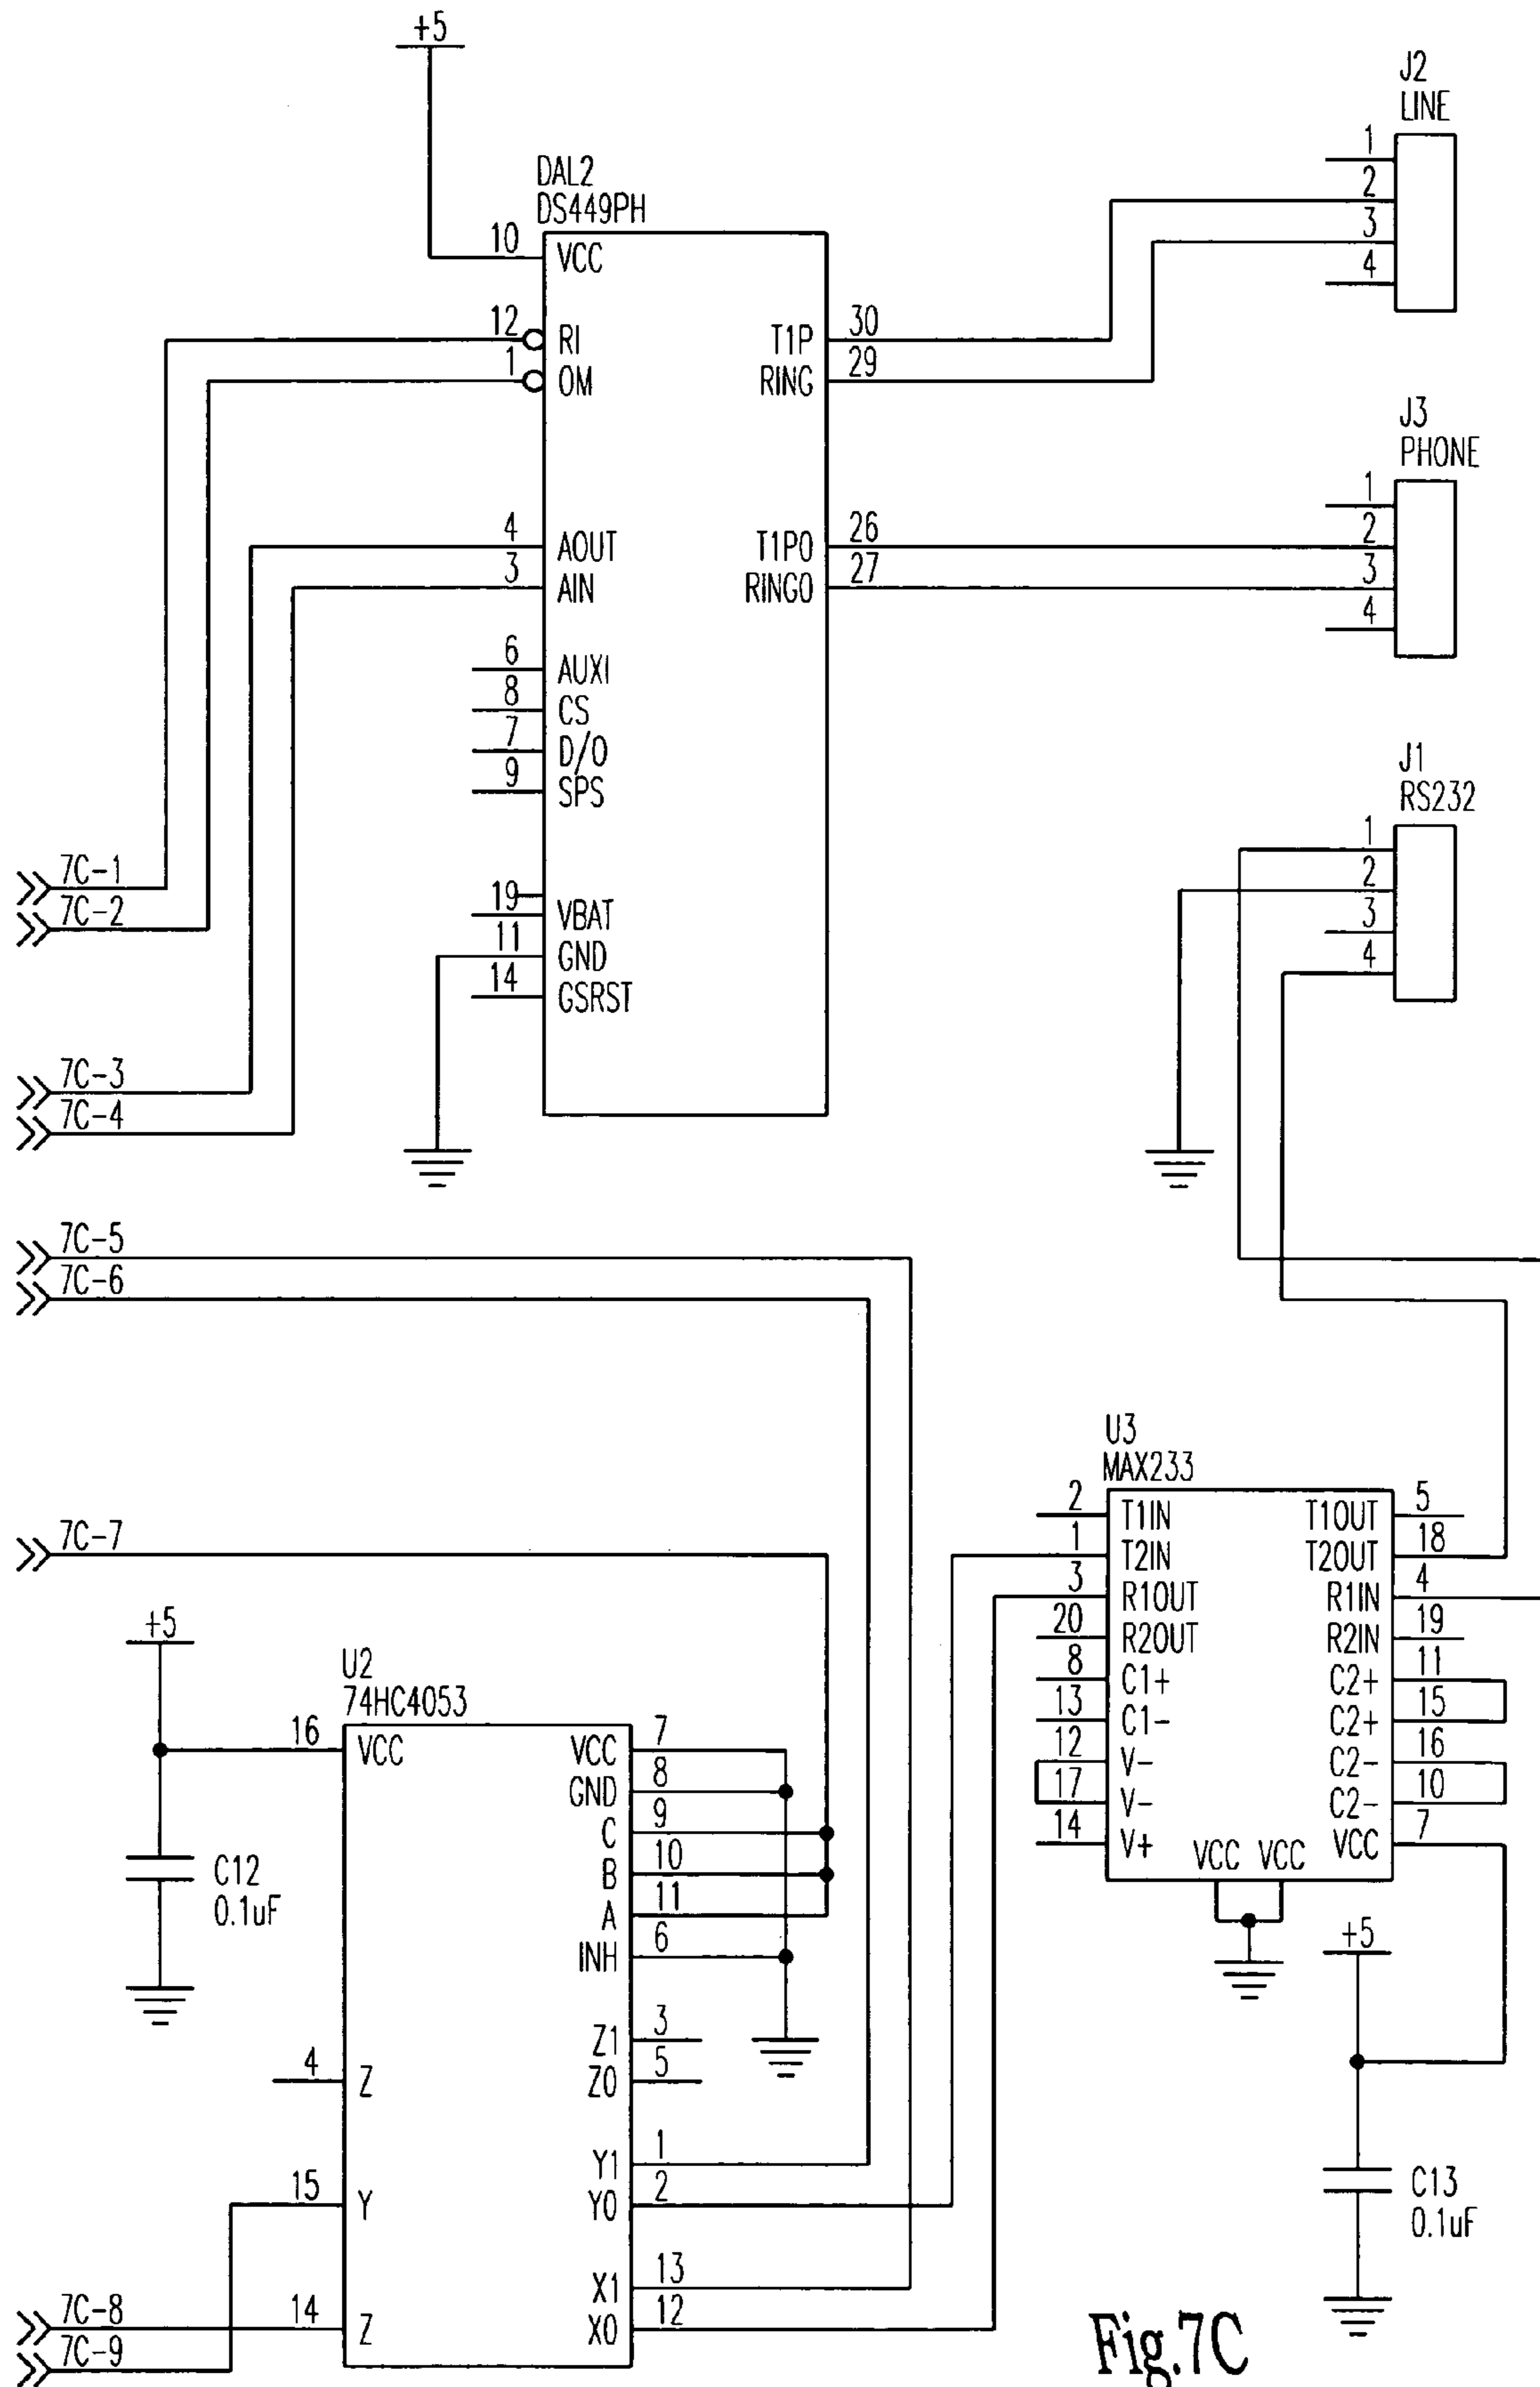 +5
J2
LINE
1
2
3
4
DAL2
DS449PH
10 VCC
12 RI
1 OM
T1P 30
RING 29
J3
PHONE
1
2
3
4
4 AOUT
3 AIN
T1PO 26
RINGO 27
6 AUXI
8 CS
7 D/O
9 SPS
J1
RS232
1
2
3
4
7C-1
7C-2
19
VBAT
11 GND
14 GSRST
7C-3
7C-4
7C-5
7C-6
U3
MAX233
2 T1IN T1OUT 5
1 T2IN T2OUT 18
3 R1OUT R1IN 4
20 R2OUT R2IN 19
8 C1+ C2+ 11
13 C1- C2+ 15
12 V- C2- 16
17 V- C2- 10
14 V+ VCC VCC VCC 7
7C-7
+5
U2
74HC4053
16 VCC VCC 7
GND 8
C 9
B 10
A 11
INH 6
C12
0.1uF
+5
Z1 3
4 Z Z0 5
Y1 1
15 Y Y0 2
C13
0.1uF
X1 13
7C-8 14 Z X0 12
7C-9
Fig.7C